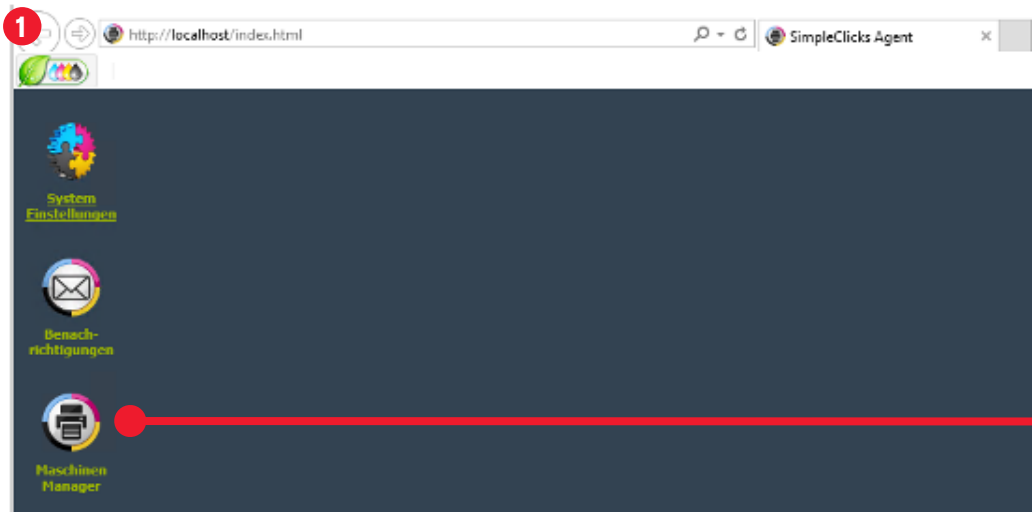 1
http://localhost/index.html
SimpleClicks Agent
System
Einstellungen
Benach-
richtigungen
Maschinen
Manager